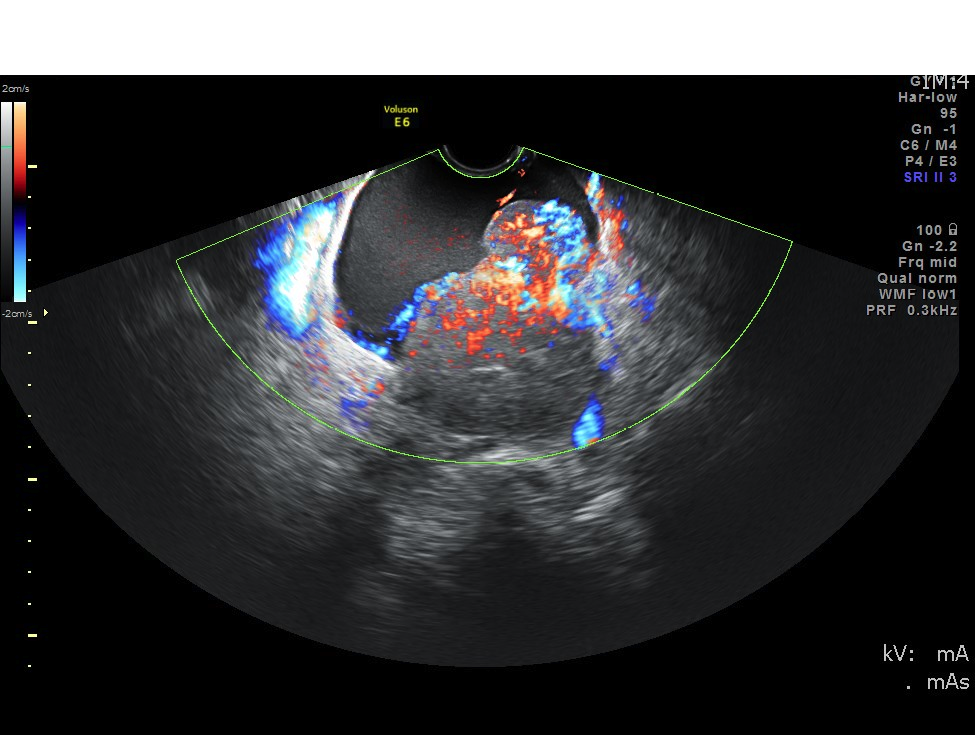 2cm/s
-2cm/s
Voluson
E6
Har-low
95
Gn -1
C6 / M4
P4 / E3
SRI II 3
100
Gn -2.2
Frq mid
Qual norm
WMF low1
PRF 0.3kHz
kV: mA
. mAs